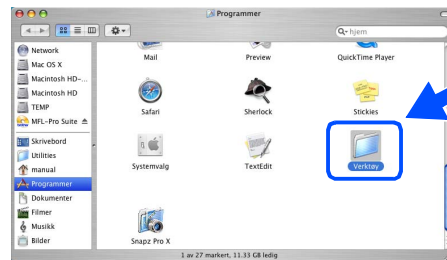 Programmer
hjem
Network
Mac OS X
Macintosh HD-...
Macintosh HD
TEMP
MFL-Pro Suite
Skrivebord
Utilities
manual
Programmer
Dokumenter
Filmer
Musikk
Bilder
Mail
Preview
QuickTime Player
Safari
Sherlock
Stickies
Systemvalg
TextEdit
Verktøy
Snapz Pro X
1 av 27 markert, 11.33 GB ledig